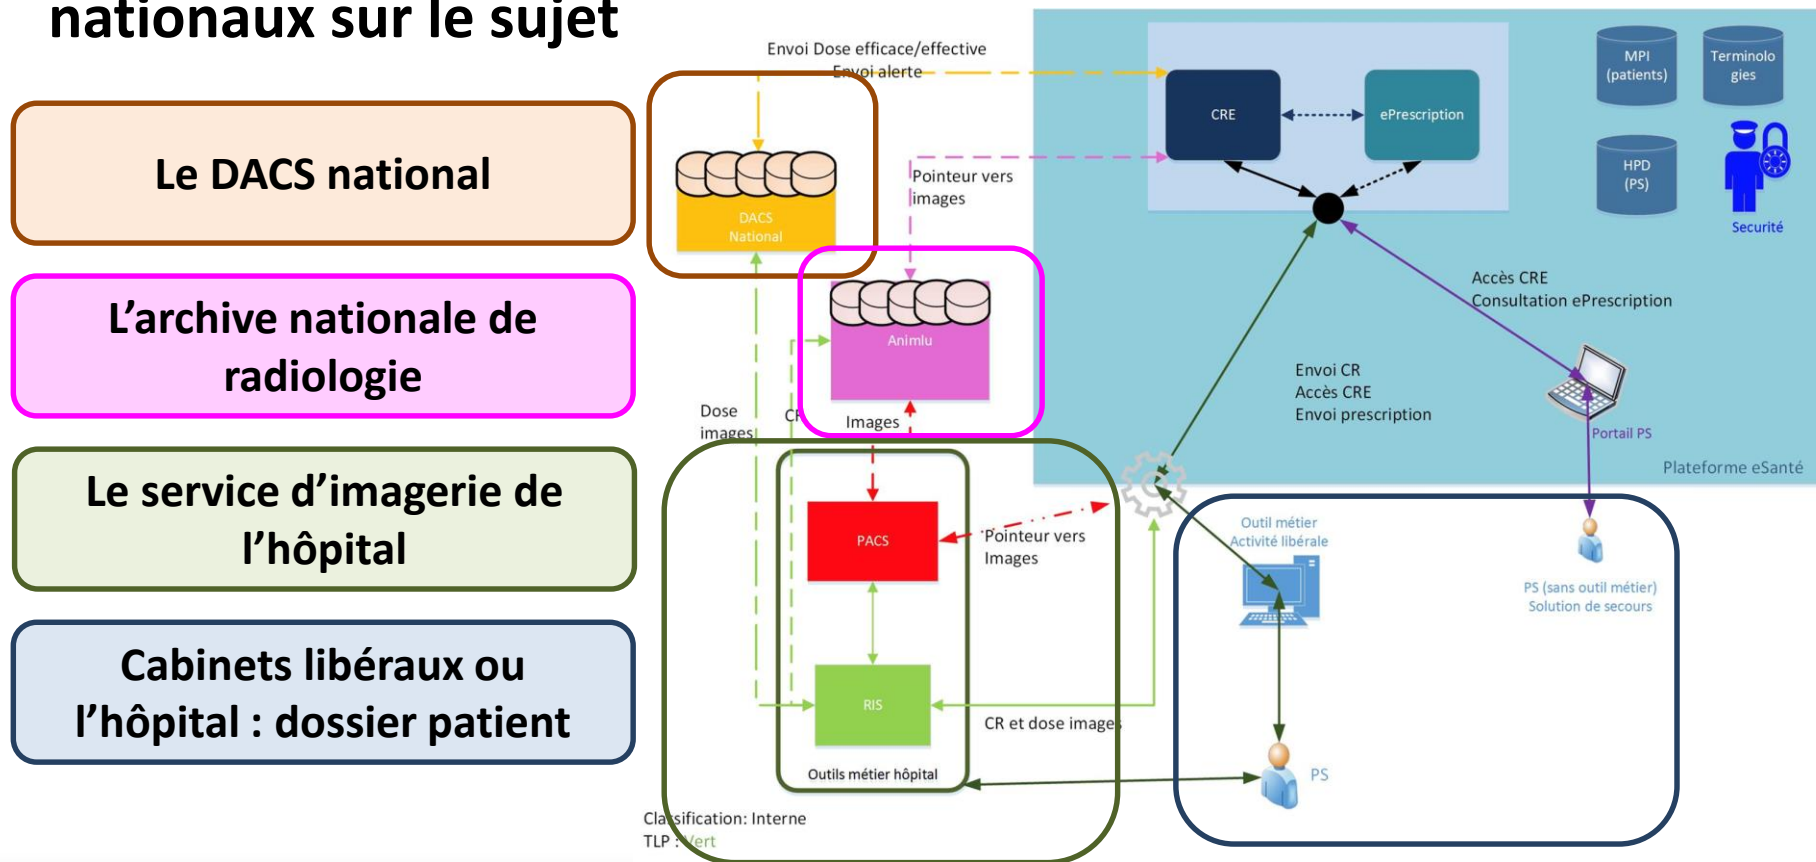 nationaux sur le sujet
Le DACS national
L’archive nationale de
radiologie
Le service d’imagerie de
l’hôpital
Cabinets libéraux ou
l’hôpital : dossier patient
Envoi Dose efficace/effective
Envoi alerte
DACS
National
Pointeur vers
images
Animlu
Dose
images
CR
Images
PACS
Pointeur vers
Images
RIS
CR et dose images
Outils métier hôpital
Classification: Interne
TLP : Vert
CRE
ePrescription
MPI
(patients)
Terminolo
gies
HPD
(PS)
Securité
Accès CRE
Consultation ePrescription
Envoi CR
Accès CRE
Envoi prescription
Portail PS
Plateforme eSanté
Outil métier
Activité libérale
PS (sans outil métier)
Solution de secours
PS